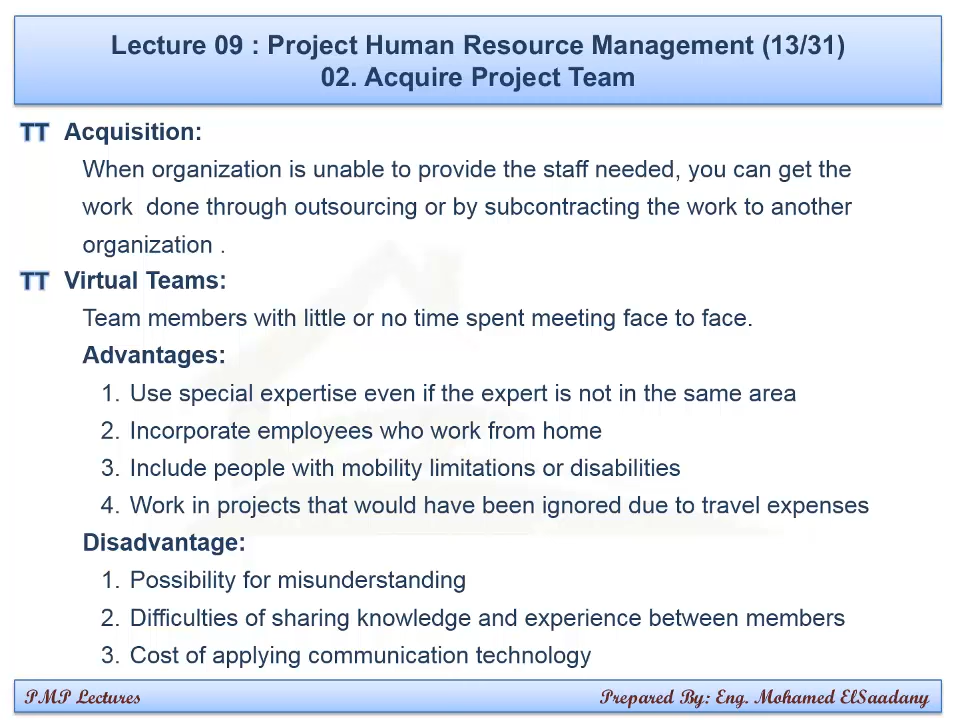 Lecture 09 : Project Human Resource Management (13/31)
02. Acquire Project Team
TT Acquisition:
When organization is unable to provide the staff needed, you can get the
work done through outsourcing or by subcontracting the work to another
organization .
TT Virtual Teams:
Team members with little or no time spent meeting face to face.
Advantages:
1. Use special expertise even if the expert is not in the same area
2. Incorporate employees who work from home
3. Include people with mobility limitations or disabilities
4. Work in projects that would have been ignored due to travel expenses
Disadvantage:
1. Possibility for misunderstanding
2. Difficulties of sharing knowledge and experience between members
3. Cost of applying communication technology
PMP Lectures Prepared By: Eng. Mohamed ElSaadany